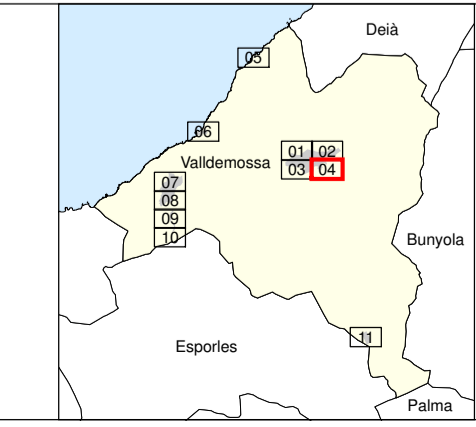 Deià
05
06
01 02
Valldemossa
03 04
07
08
09
Bunyola
10
11
Esporles
Palma